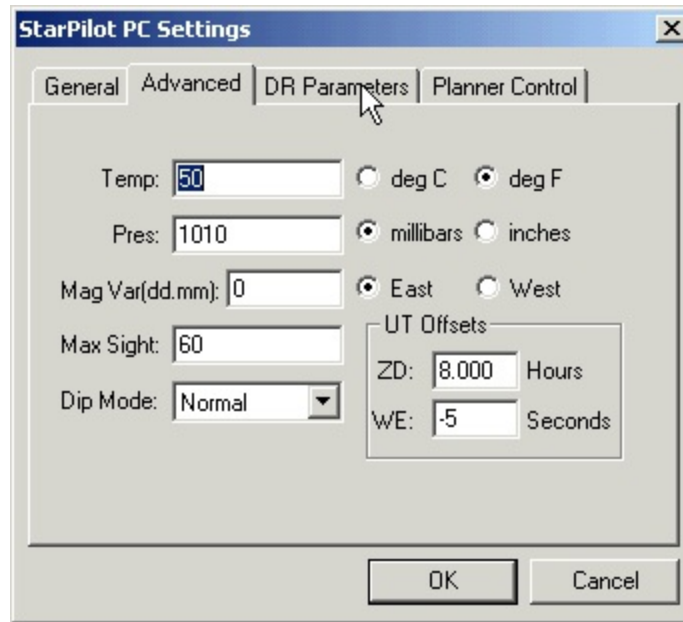 StarPilot PC Settings
General Advanced DR Parameters Planner Control
Temp: 50 deg C deg F
Pres: 1010 millibars inches
Mag Var(dd.mm): 0 East West
Max Sight: 60
Dip Mode: Normal
UT Offsets
ZD: 8.000 Hours
WE: -5 Seconds
OK Cancel